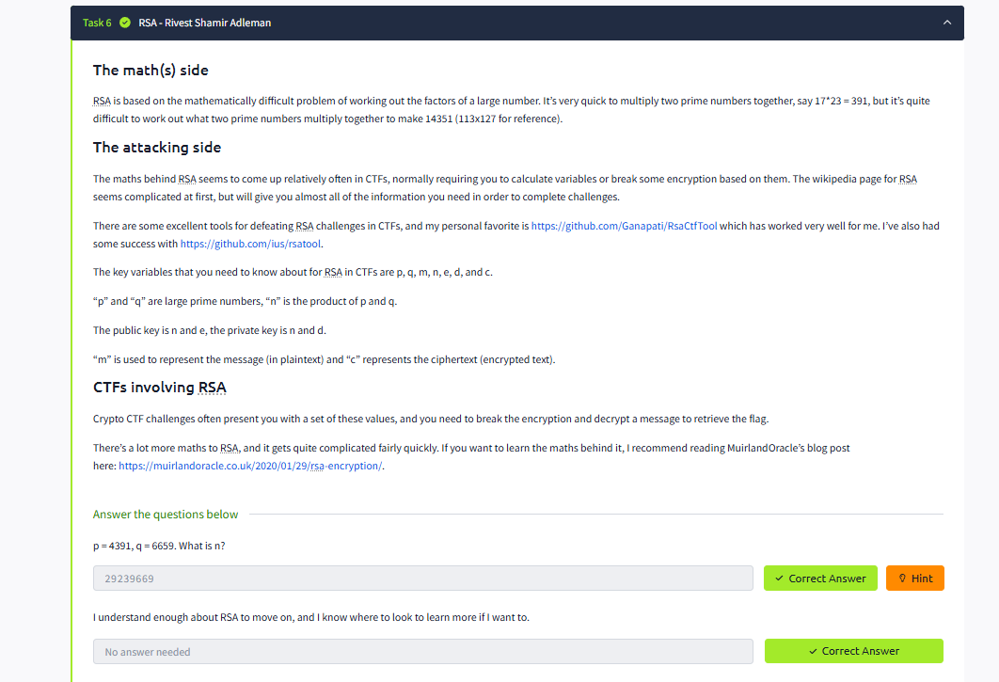 Task 6 RSA - Rivest Shamir Adleman
The math(s) side
RSA is based on the mathematically difficult problem of working out the factors of a large number. It's very quick to multiply two prime numbers together, say 17*23 = 391, but it's quite
difficult to work out what two prime numbers multiply together to make 14351 (113x127 for reference).
The attacking side
The maths behind RSA seems to come up relatively often in CTFs, normally requiring you to calculate variables or break some encryption based on them. The wikipedia page for RSA
seems complicated at first, but will give you almost all of the information you need in order to complete challenges.
There are some excellent tools for defeating RSA challenges in CTFs, and my personal favorite is https://github.com/Ganapati/RsaCtfTool which has worked very well for me. I've also had
some success with https://github.com/ius/rsatool.
The key variables that you need to know about for RSA in CTFs are p, q, m, n, e, d, and c.
“p” and “q” are large prime numbers, “n” is the product of p and q.
The public key is n and e, the private key is n and d.
“m” is used to represent the message (in plaintext) and “c” represents the ciphertext (encrypted text).
CTFs involving RSA
Crypto CTF challenges often present you with a set of these values, and you need to break the encryption and decrypt a message to retrieve the flag.
There's a lot more maths to RSA, and it gets quite complicated fairly quickly. If you want to learn the maths behind it, I recommend reading MuirlandOracle's blog post
here: https://muirlandoracle.co.uk/2020/01/29/rsa-encryption/.
Answer the questions below
p = 4391, q = 6659. What is n?
29239669 Correct Answer Hint
I understand enough about RSA to move on, and I know where to look to learn more if I want to.
No answer needed Correct Answer